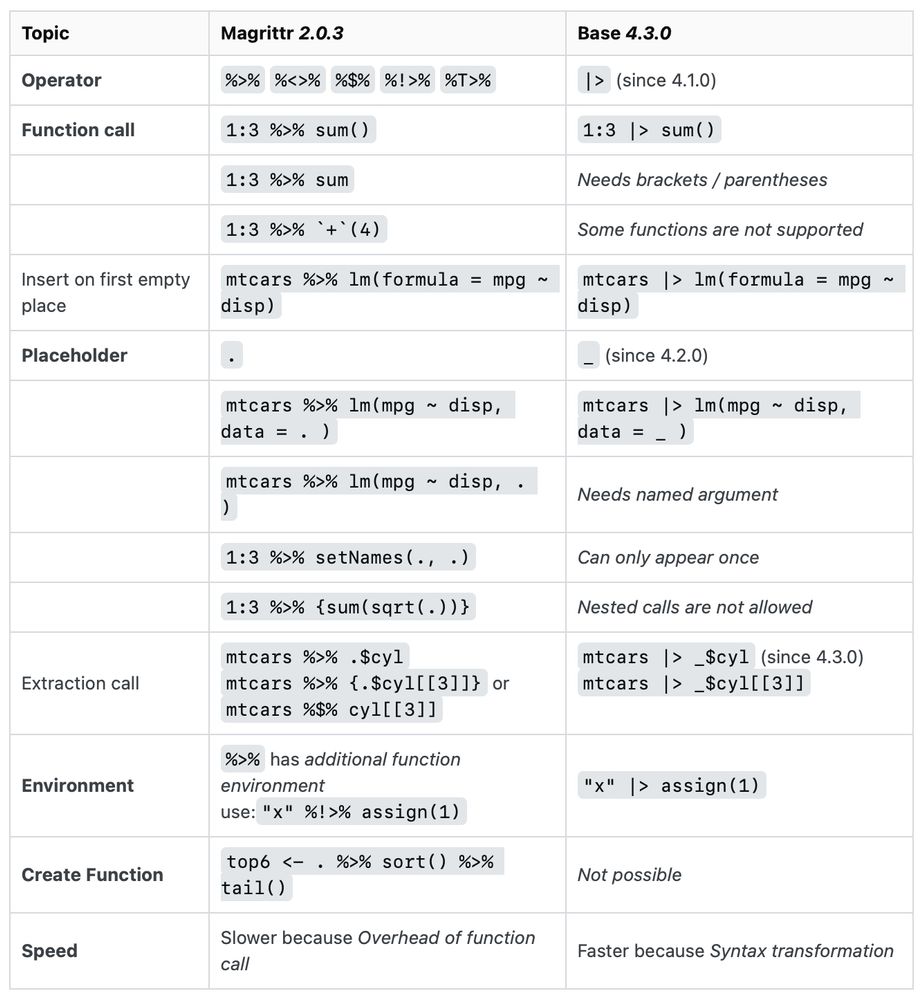 Topic Magrittr 2.0.3 Base 4.3.0
Operator %>% %<>% %$% %!>% %T>% |> (since 4.1.0)
Function call 1:3 %>% sum() 1:3 |> sum()
1:3 %>% sum Needs brackets / parentheses
1:3 %>% `+`(4) Some functions are not supported
Insert on first empty
place
mtcars %>% lm(formula = mpg ~
disp)
mtcars |> lm(formula = mpg ~
disp)
Placeholder . _ (since 4.2.0)
mtcars %>% lm(mpg ~ disp,
data = . )
mtcars |> lm(mpg ~ disp,
data = _ )
mtcars %>% lm(mpg ~ disp, .
)
Needs named argument
1:3 %>% setNames(., .) Can only appear once
1:3 %>% {sum(sqrt(.))} Nested calls are not allowed
Extraction call
mtcars %>% .$cyl
mtcars %>% {.$cyl[[3]]} or
mtcars %$% cyl[[3]]
mtcars |> _$cyl (since 4.3.0)
mtcars |> _$cyl[[3]]
Environment
%>% has additional function
environment
use: "x" %!>% assign(1)
"x" |> assign(1)
Create Function
top6 <- . %>% sort() %>%
tail()
Not possible
Speed
Slower because Overhead of function
call
Faster because Syntax transformation